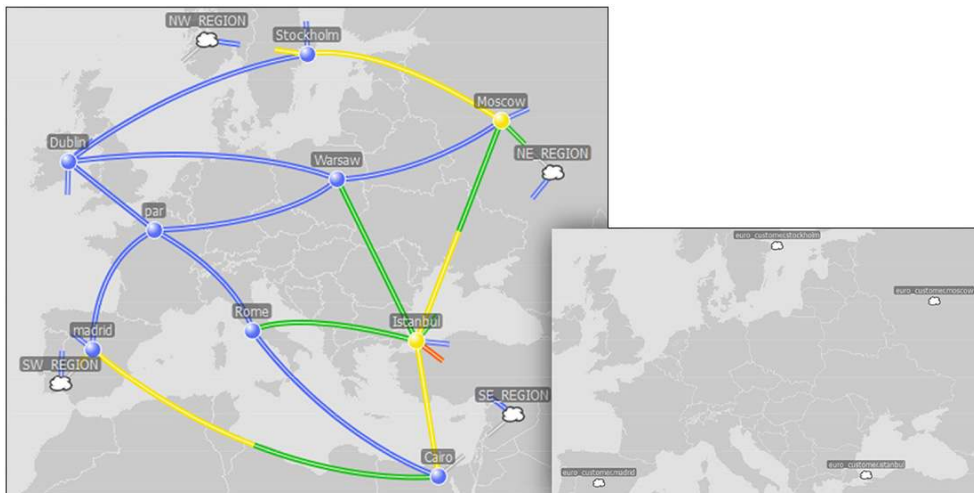 NW_REGION
Stockholm
Moscow
Dublin
Warsaw
NE_REGION
par
Rome
Istanbul
madrid
SW_REGION
SE_REGION
Cairo
euro_customer.stockholm
euro_customer.moscow
euro_customer.madrid
euro_customer.istanbul